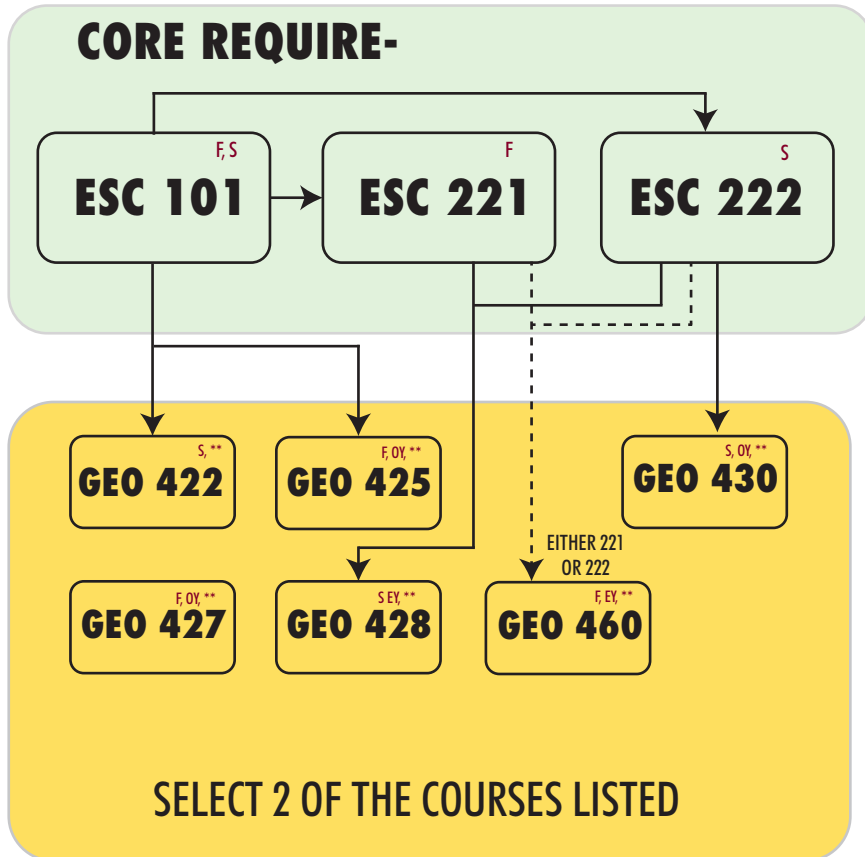 CORE REQUIRE-
F, S
ESC 101
F
ESC 221
S
ESC 222
S, **
GEO 422
F, OY, **
GEO 425
S, OY, **
GEO 430
EITHER 221
OR 222
F, OY, **
GEO 427
S EY, **
GEO 428
F, EY, **
GEO 460
SELECT 2 OF THE COURSES LISTED